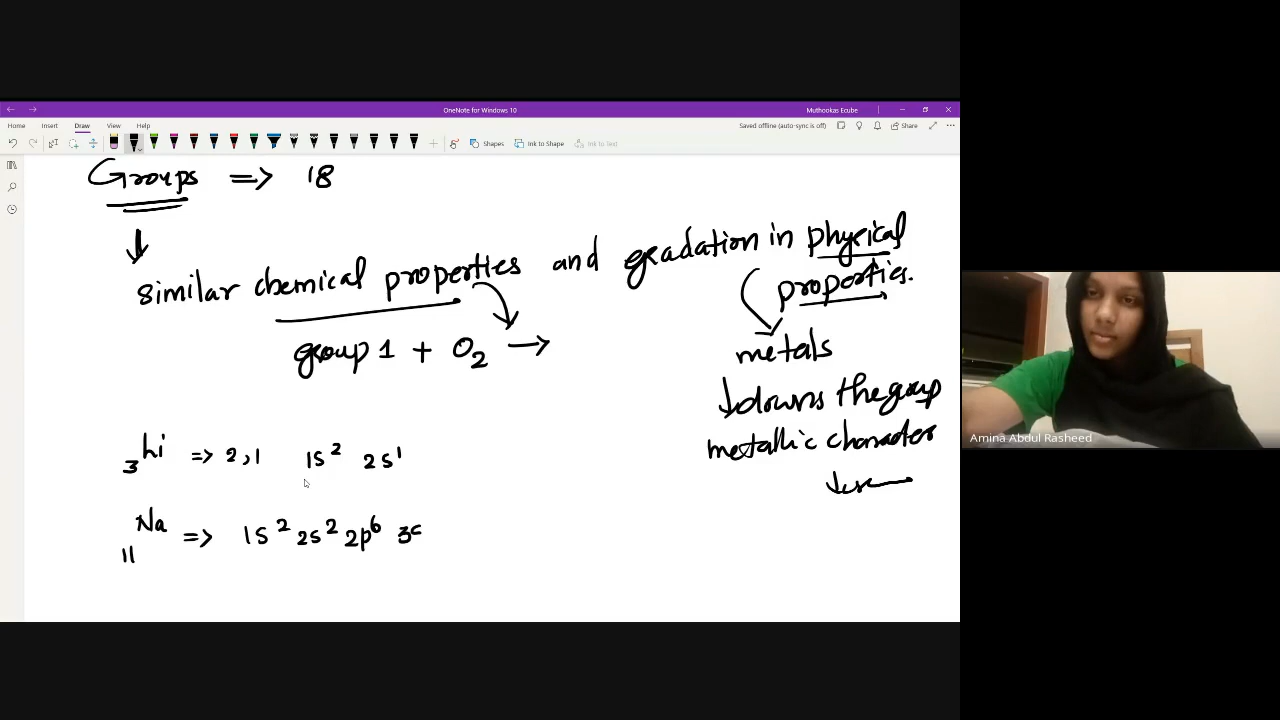 OneNote for Windows 10
Muthookas Ecube
Home Insert Draw View Help
Saved offline (auto-sync is off)
Share
Shapes
Ink to Shape
Ink to Text
Groups => 18
similar chemical properties and gradation in physical
properties.
group 1 + O2 →
metals
↓downs the group
metallic character
3Li => 2,1 1s² 2s¹
11Na => 1s² 2s² 2p⁶ 3
Amina Abdul Rasheed